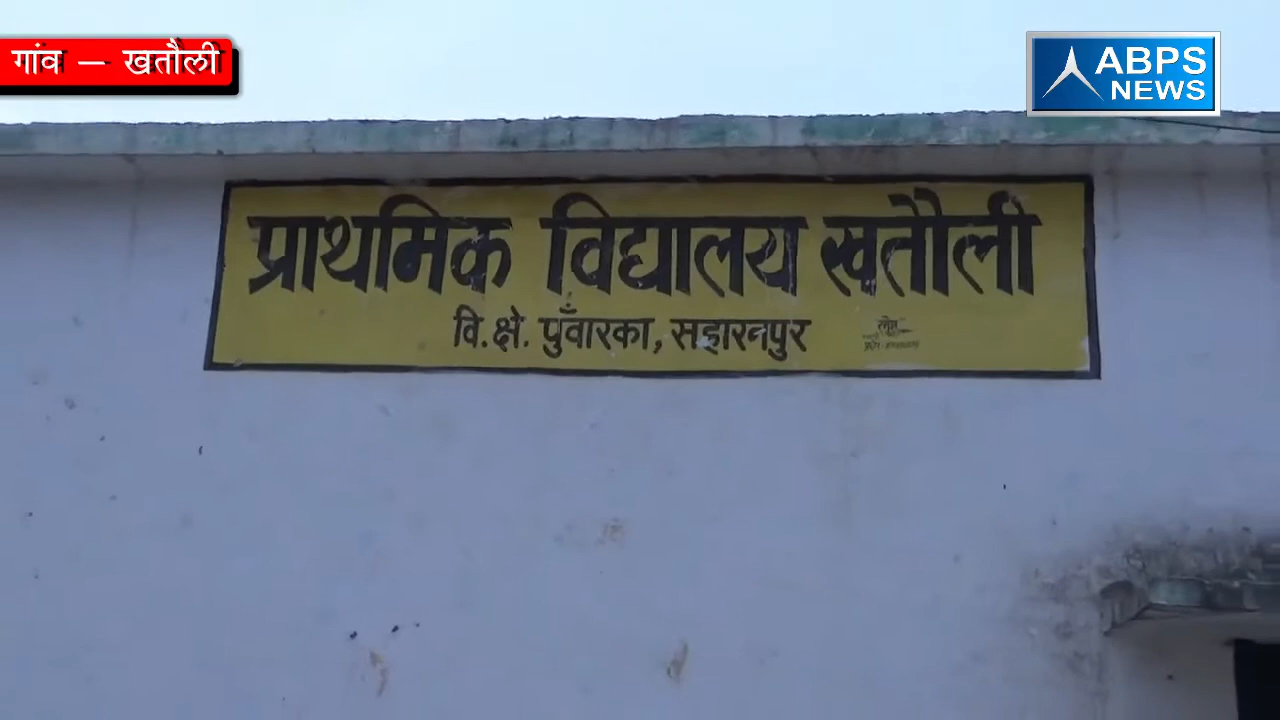 गांव — खतौली
ABPS
NEWS
प्राथमिक विद्यालय खतौली
वि.क्षे. पुँवारका, सहारनपुर